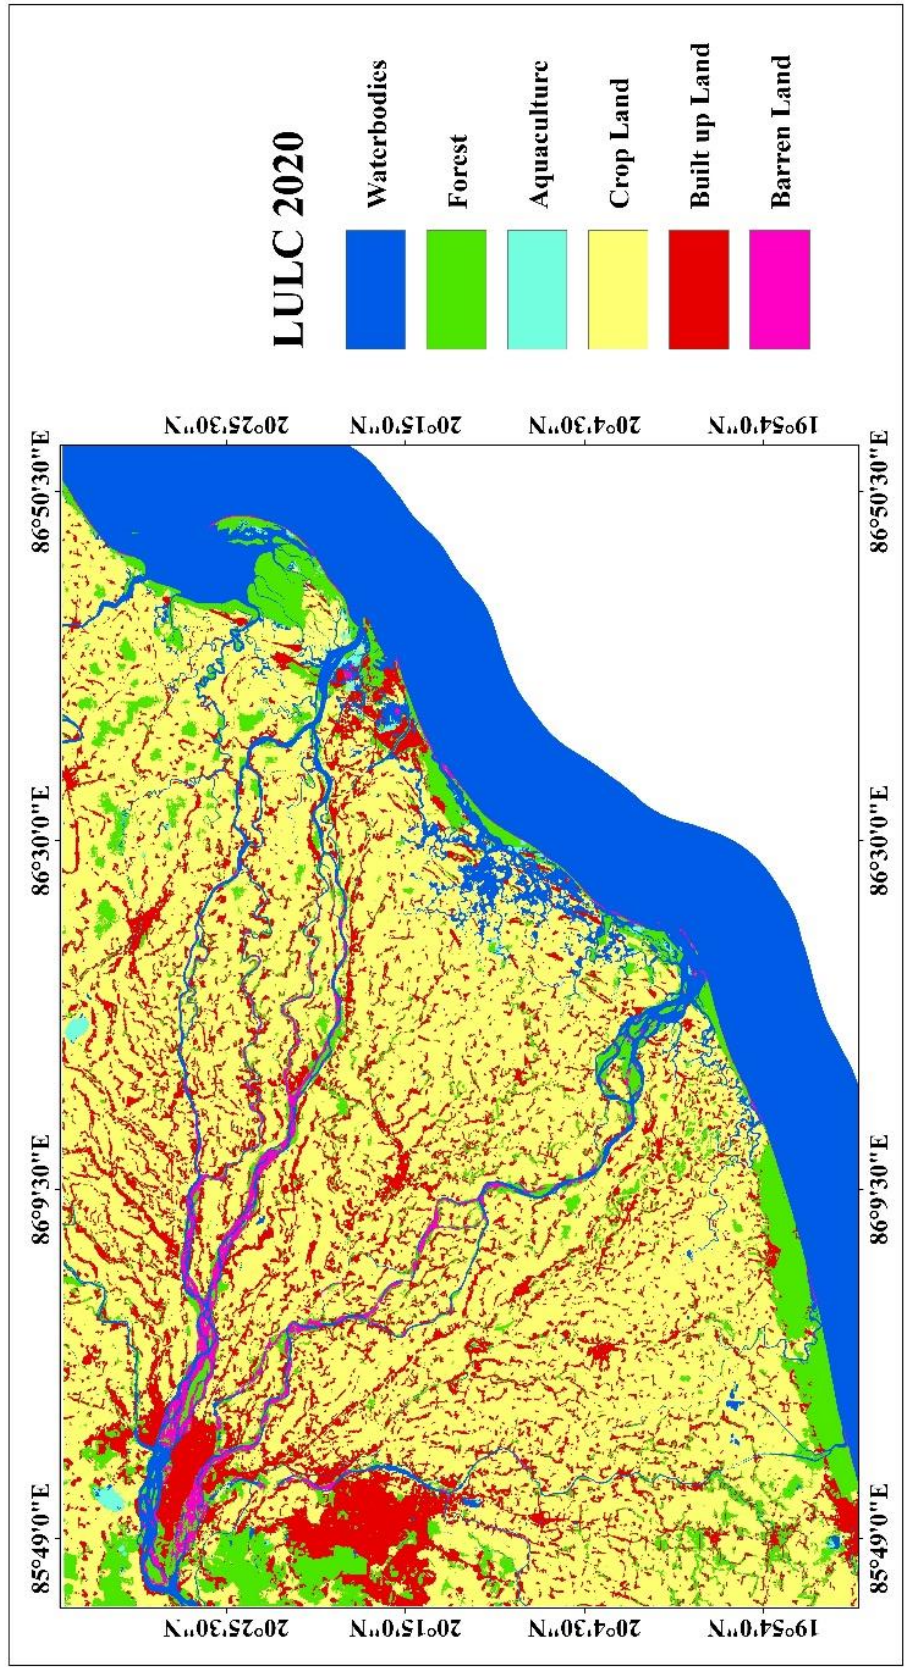 85°49'0"E
86°9'30"E
86°30'0"E
86°50'30"E
20°25'30"N
20°15'0"N
20°4'30"N
19°54'0"N
20°25'30"N
20°15'0"N
20°4'30"N
19°54'0"N
85°49'0"E
86°9'30"E
86°30'0"E
86°50'30"E
LULC 2020
Waterbodies
Forest
Aquaculture
Crop Land
Built up Land
Barren Land